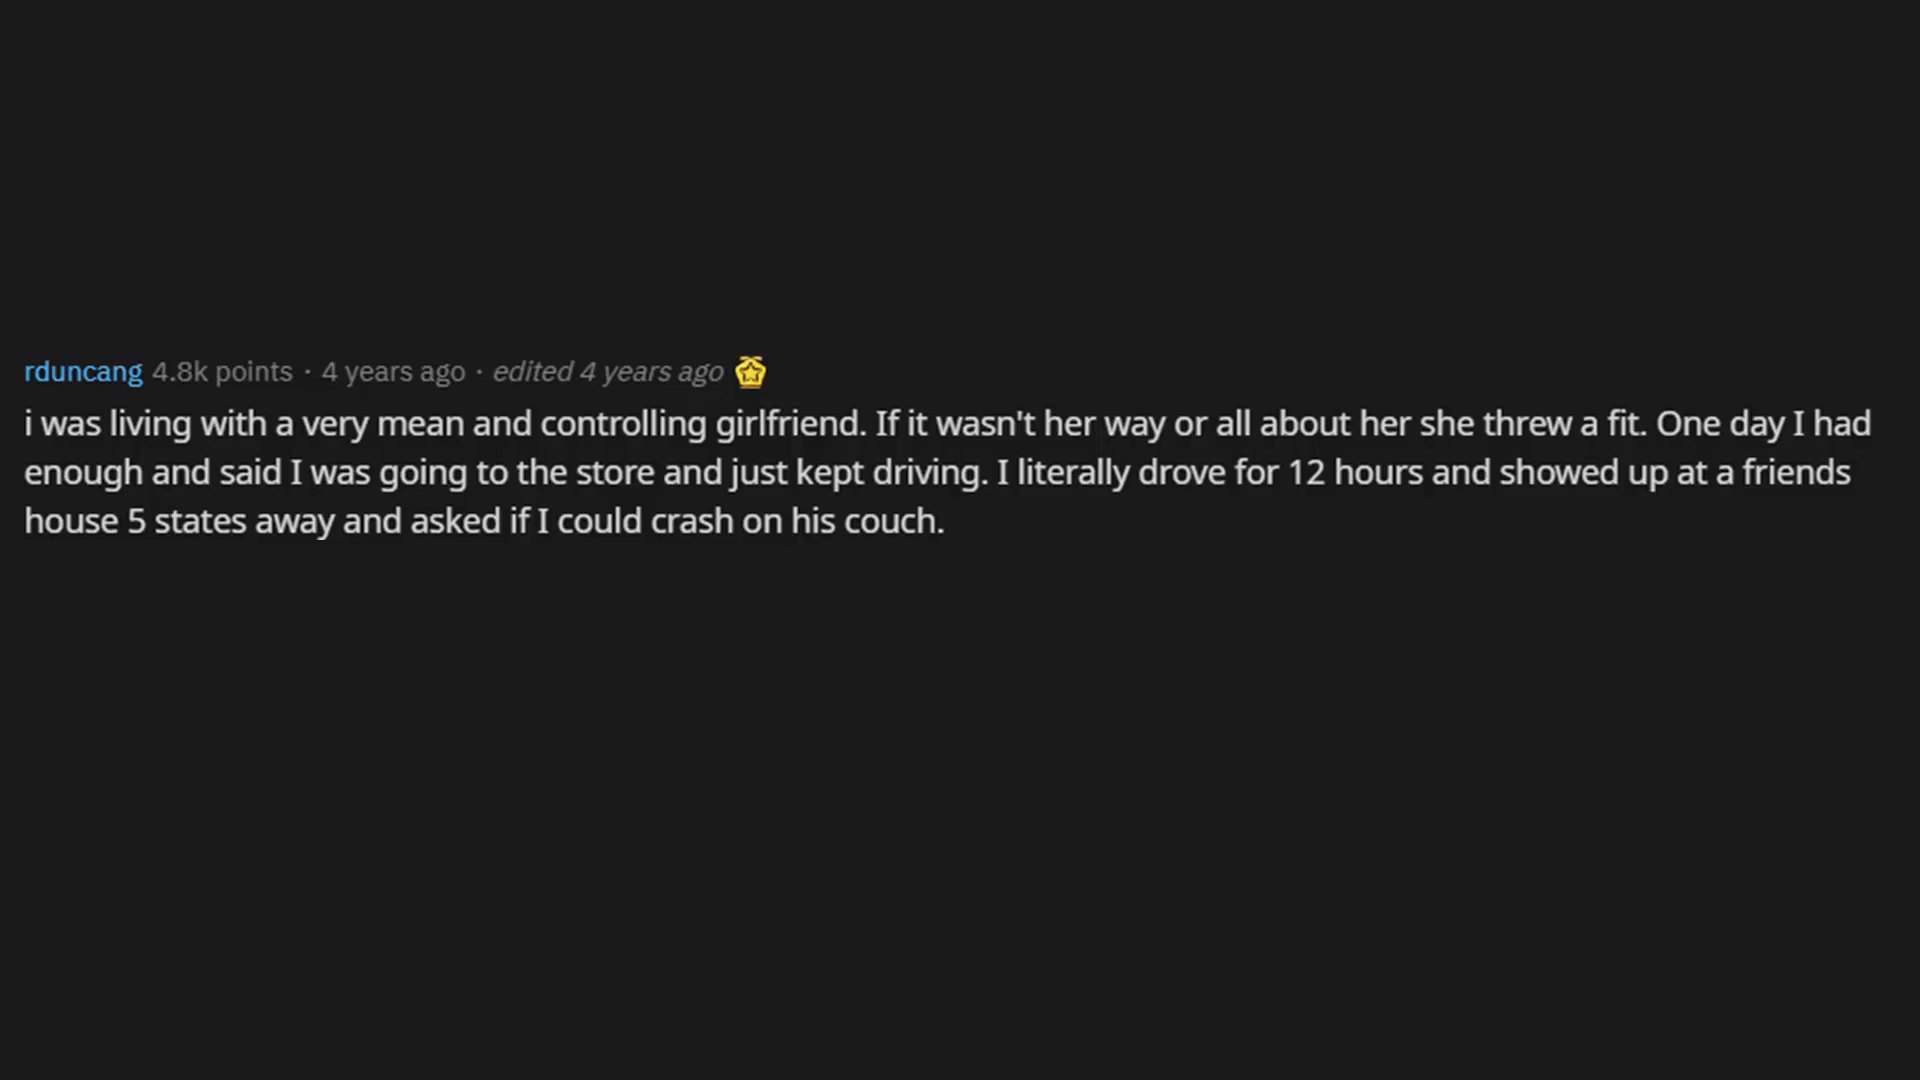 rduncang 4.8k points · 4 years ago · edited 4 years ago
i was living with a very mean and controlling girlfriend. If it wasn't her way or all about her she threw a fit. One day I had
enough and said I was going to the store and just kept driving. I literally drove for 12 hours and showed up at a friends
house 5 states away and asked if I could crash on his couch.